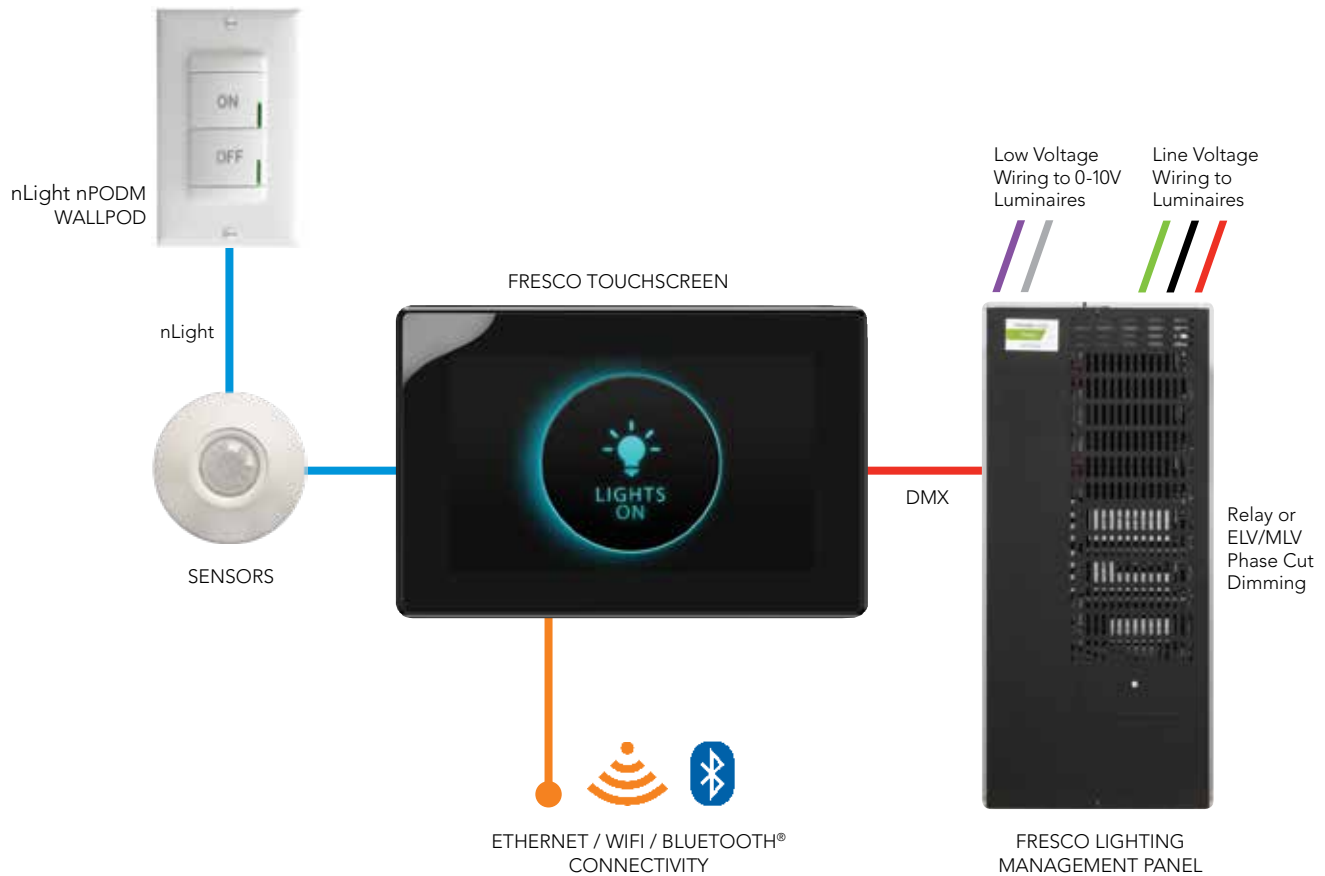 ON
OFF
nLight nPODM
WALLPOD
nLight
SENSORS
FRESCO TOUCHSCREEN
LIGHTS
ON
DMX
Low Voltage
Wiring to 0-10V
Luminaires
Line Voltage
Wiring to
Luminaires
Relay or
ELV/MLV
Phase Cut
Dimming
ETHERNET / WIFI / BLUETOOTH®
CONNECTIVITY
FRESCO LIGHTING
MANAGEMENT PANEL